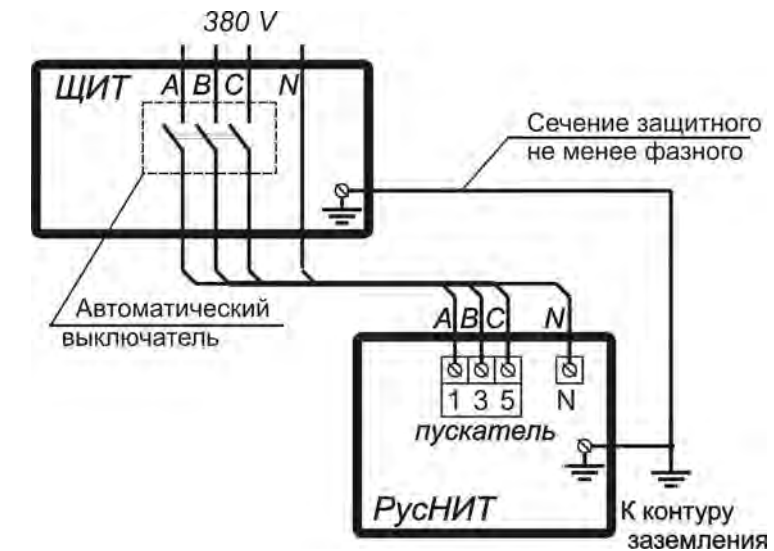 380 V
ЩИТ A B C N
Сечение защитного
не менее фазного
Автоматический
выключатель
A B C N
1 3 5 N
пускатель
РусНИТ
К контуру
заземления